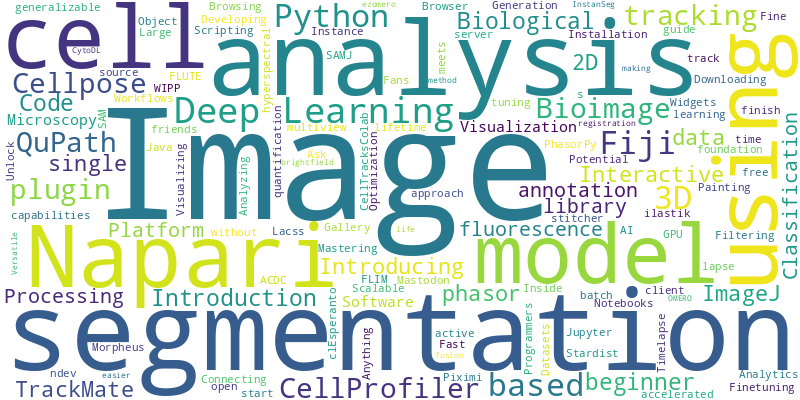 generalizable
Browsing
Object
Large
Developing
Scripting
ezomero
Browser
Generation
InstanSeg
Instance
SAMJ
Python
Biological
tracking
Fine
Installation
guide
server
meets
cell
analysis
using
hyperspectral
Fans
method
making
2D
track
Downloading
Cellpose
source
FLUTE
WIPP
Workflows
Code
Microscopy
SAM
friends
Deep Learning
tuning
s
Bioimage
Widgets
learning
finish
QuPath
Java
multiview
lifetime
Visualization
registration
Fiji
data
time
foundation
Unlock
single
Visualizing
Analyzing
quantification
Ask
brightfield
CellTracksColab
Optimization
PhasorPy
Potential
Interactive
free
Classification
Image
plugin
approach
annotation
3D
Painting
library
ilastik
capabilities
Platform
without
Lacss
Gallery
life
fluorescence
stitcher
AI
GPU
Filtering
Versatile
Napari
Mastering
model
lapse
ACDC
Introducing
FLIM
Mastodon
Scalable
Inside
Processing
Introduction
clEsperanto
Software
phasor
batch
client
Notebooks
OMERO
ImageJ
segmentation
Morpheus
Anything
active
Fast
fusion
Programmers
Datasets
Jupyter
Stardist
Timelapse
ndev
easier
Connecting
open
start
TrackMate
CellProfiler
Piximi
based
beginner
accelerated
Analytics
Finetuning
CytoDL